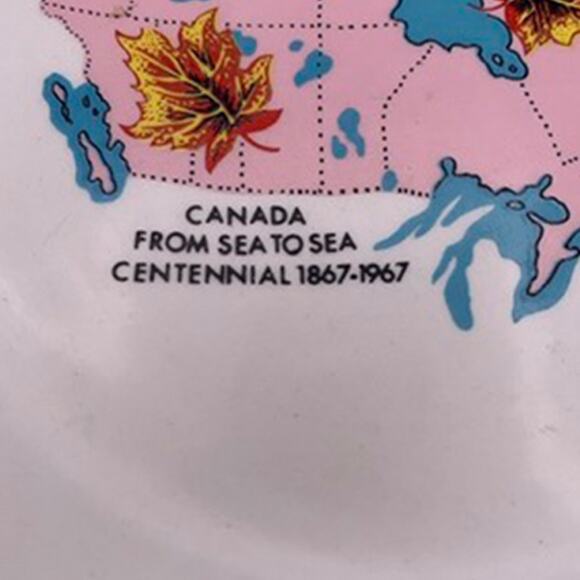 CANADA
FROM SEA TO SEA
CENTENNIAL 1867-1967